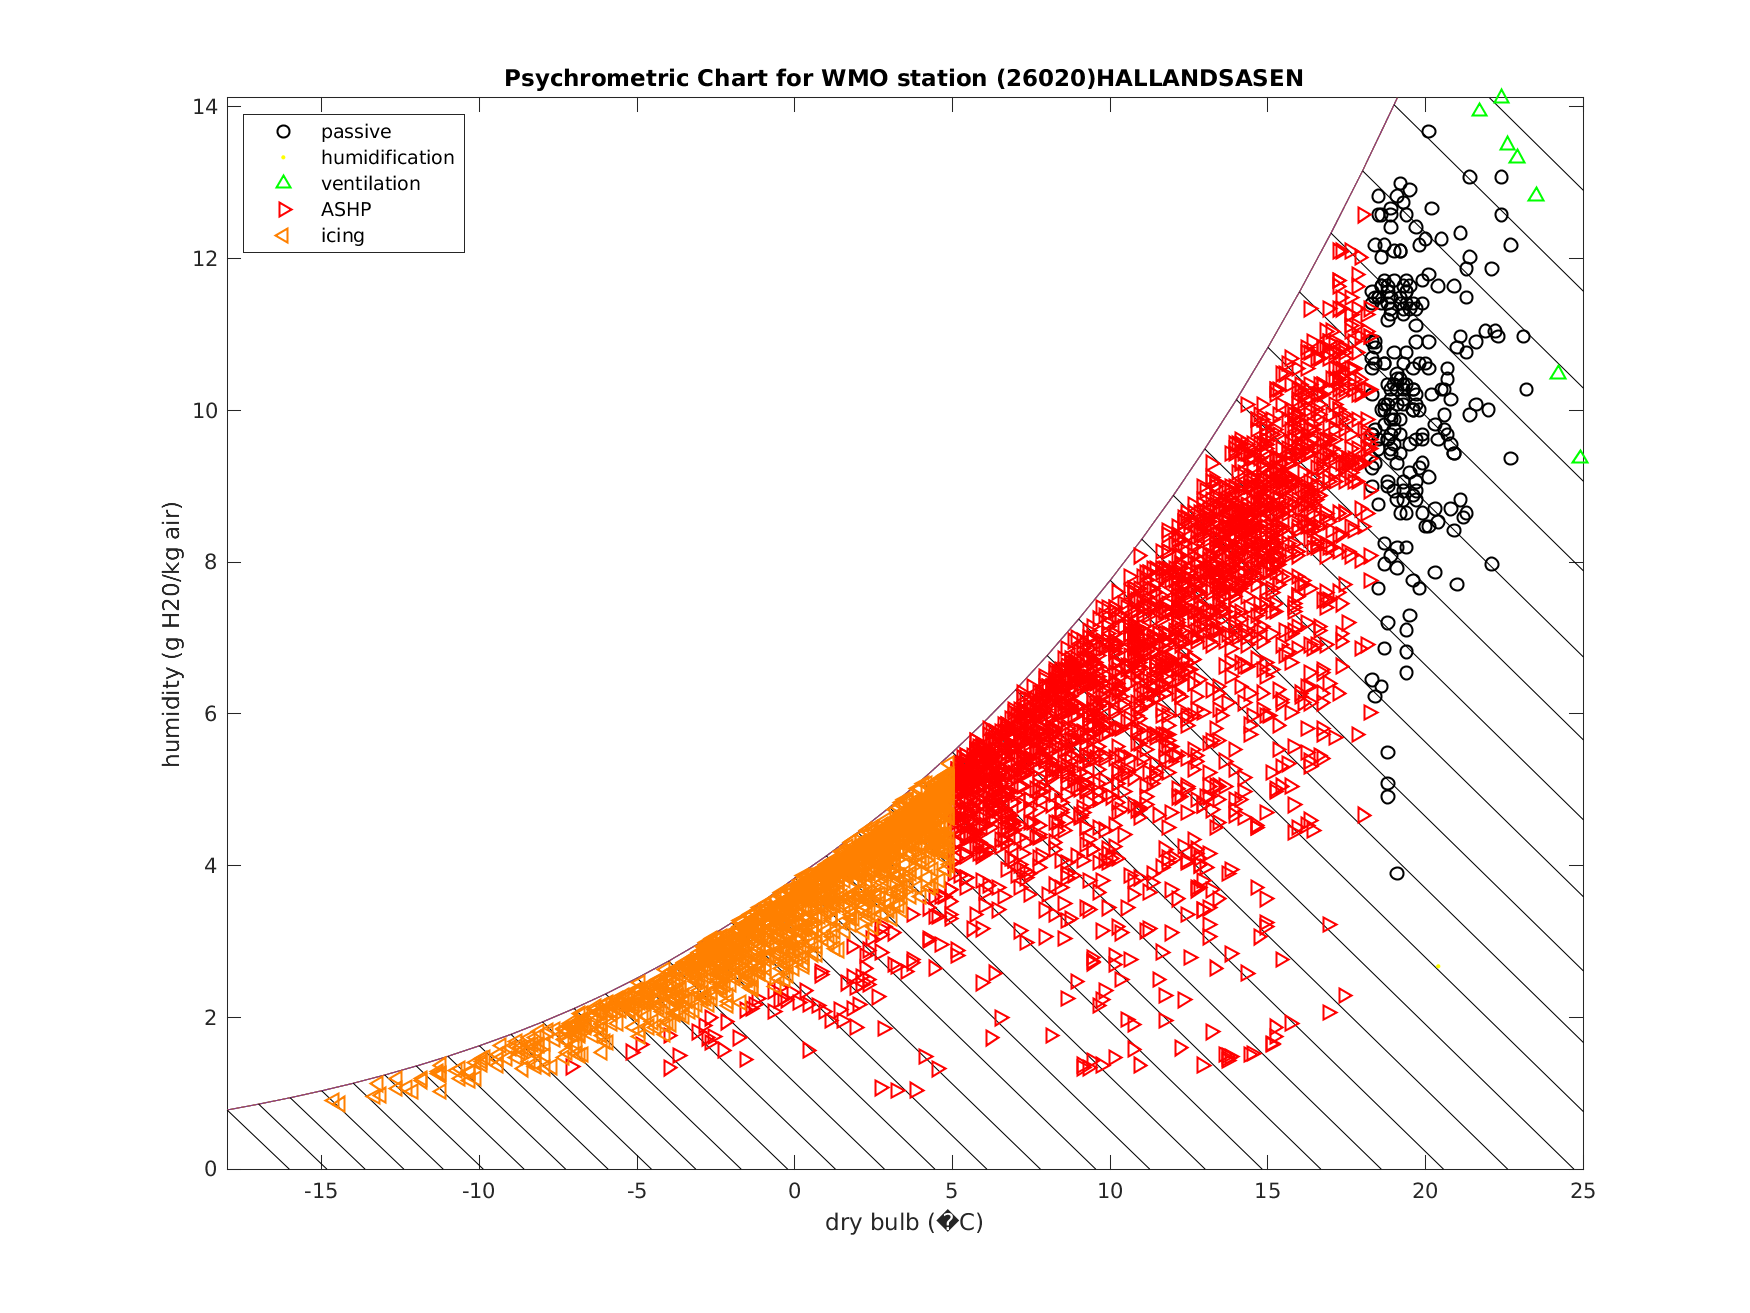 Psychrometric Chart for WMO station (26020)HALLANDSASEN
passive
humidification
ventilation
ASHP
icing
humidity (g H20/kg air)
14
12
10
8
6
4
2
0
-15 -10 -5 0 5 10 15 20 25
dry bulb (�C)